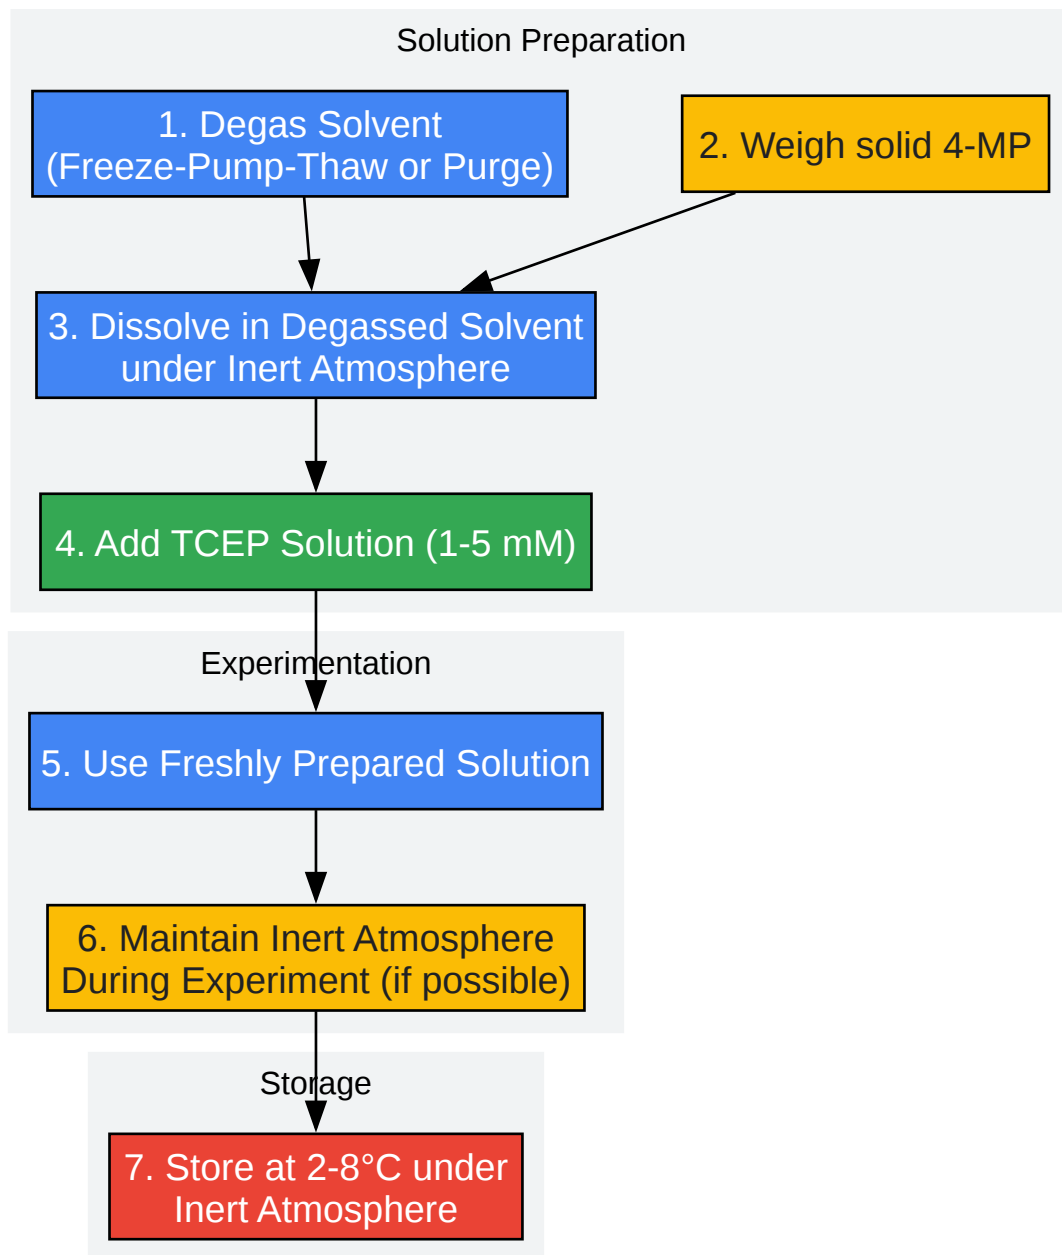 Solution Preparation
1. Degas Solvent
(Freeze-Pump-Thaw or Purge)
2. Weigh solid 4-MP
3. Dissolve in Degassed Solvent
under Inert Atmosphere
4. Add TCEP Solution (1-5 mM)
Experimentation
5. Use Freshly Prepared Solution
6. Maintain Inert Atmosphere
During Experiment (if possible)
Storage
7. Store at 2-8°C under
Inert Atmosphere